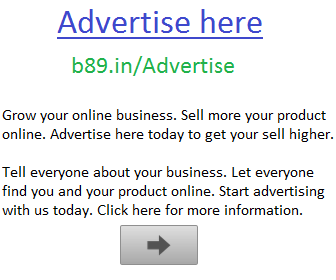 Advertise here
b89.in/Advertise
Grow your online business. Sell more your product
online. Advertise here today to get your sell higher.
Tell everyone about your business. Let everyone
find you and your product online. Start advertising
with us today. Click here for more information.